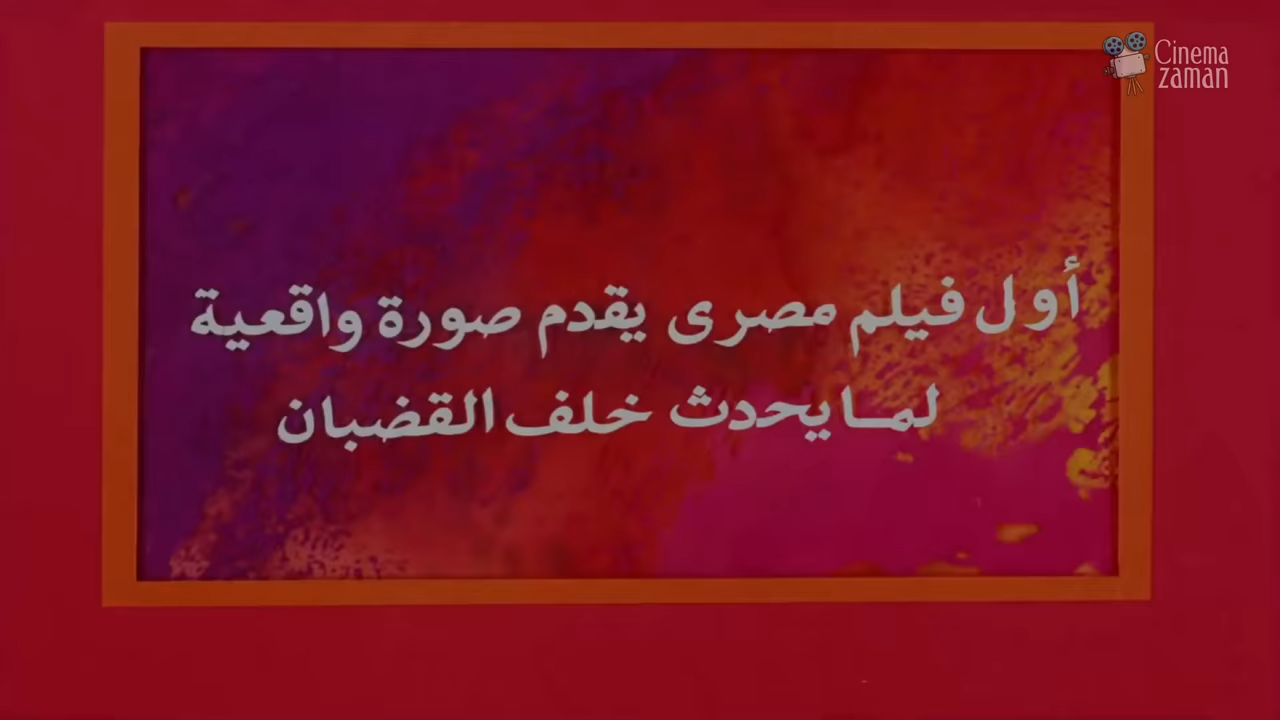 Cinema
zaman
أول فيلم مصرى يقدم صورة واقعية
لما يحدث خلف القضبان